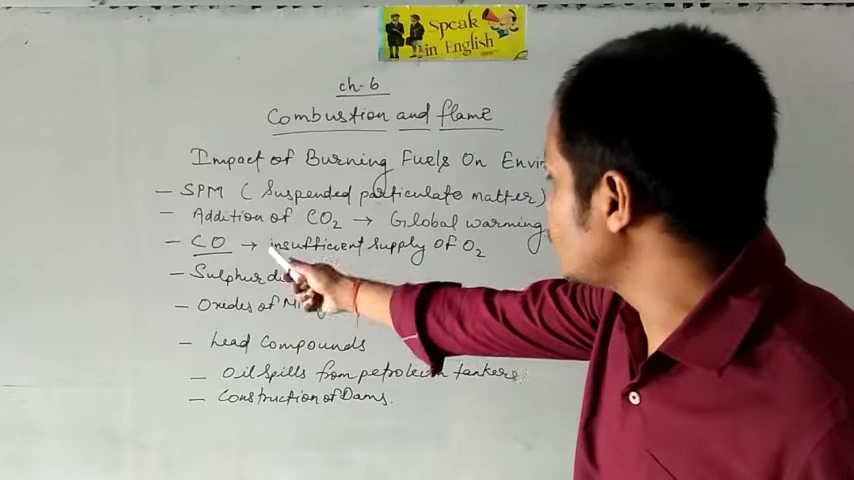 Speak
in English
ch-6
Combustion and flame
Impact of Burning Fuels On
- SPM ( Suspended particulate matter)
- Addition of CO₂ → Global warming
- CO → insufficient supply of O₂
- Sulphur
- Oxedes of
- Lead Compounds
- Oil spills from petroleum tankers
- Construction of Dams.